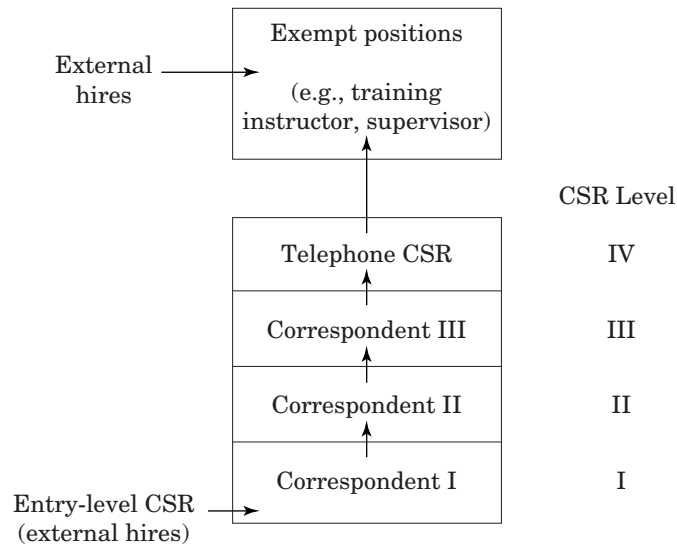 Exempt positions
External
hires
(e.g., training
instructor, supervisor)
CSR Level
Telephone CSR
IV
Correspondent III
III
Correspondent II
II
Correspondent I
I
Entry-level CSR
(external hires)